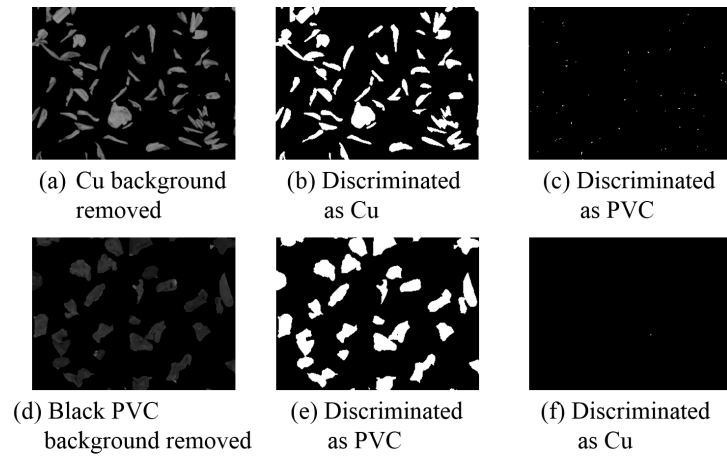 (a) Cu background
removed
(b) Discriminated
as Cu
(c) Discriminated
as PVC
(d) Black PVC
background removed
(e) Discriminated
as PVC
(f) Discriminated
as Cu